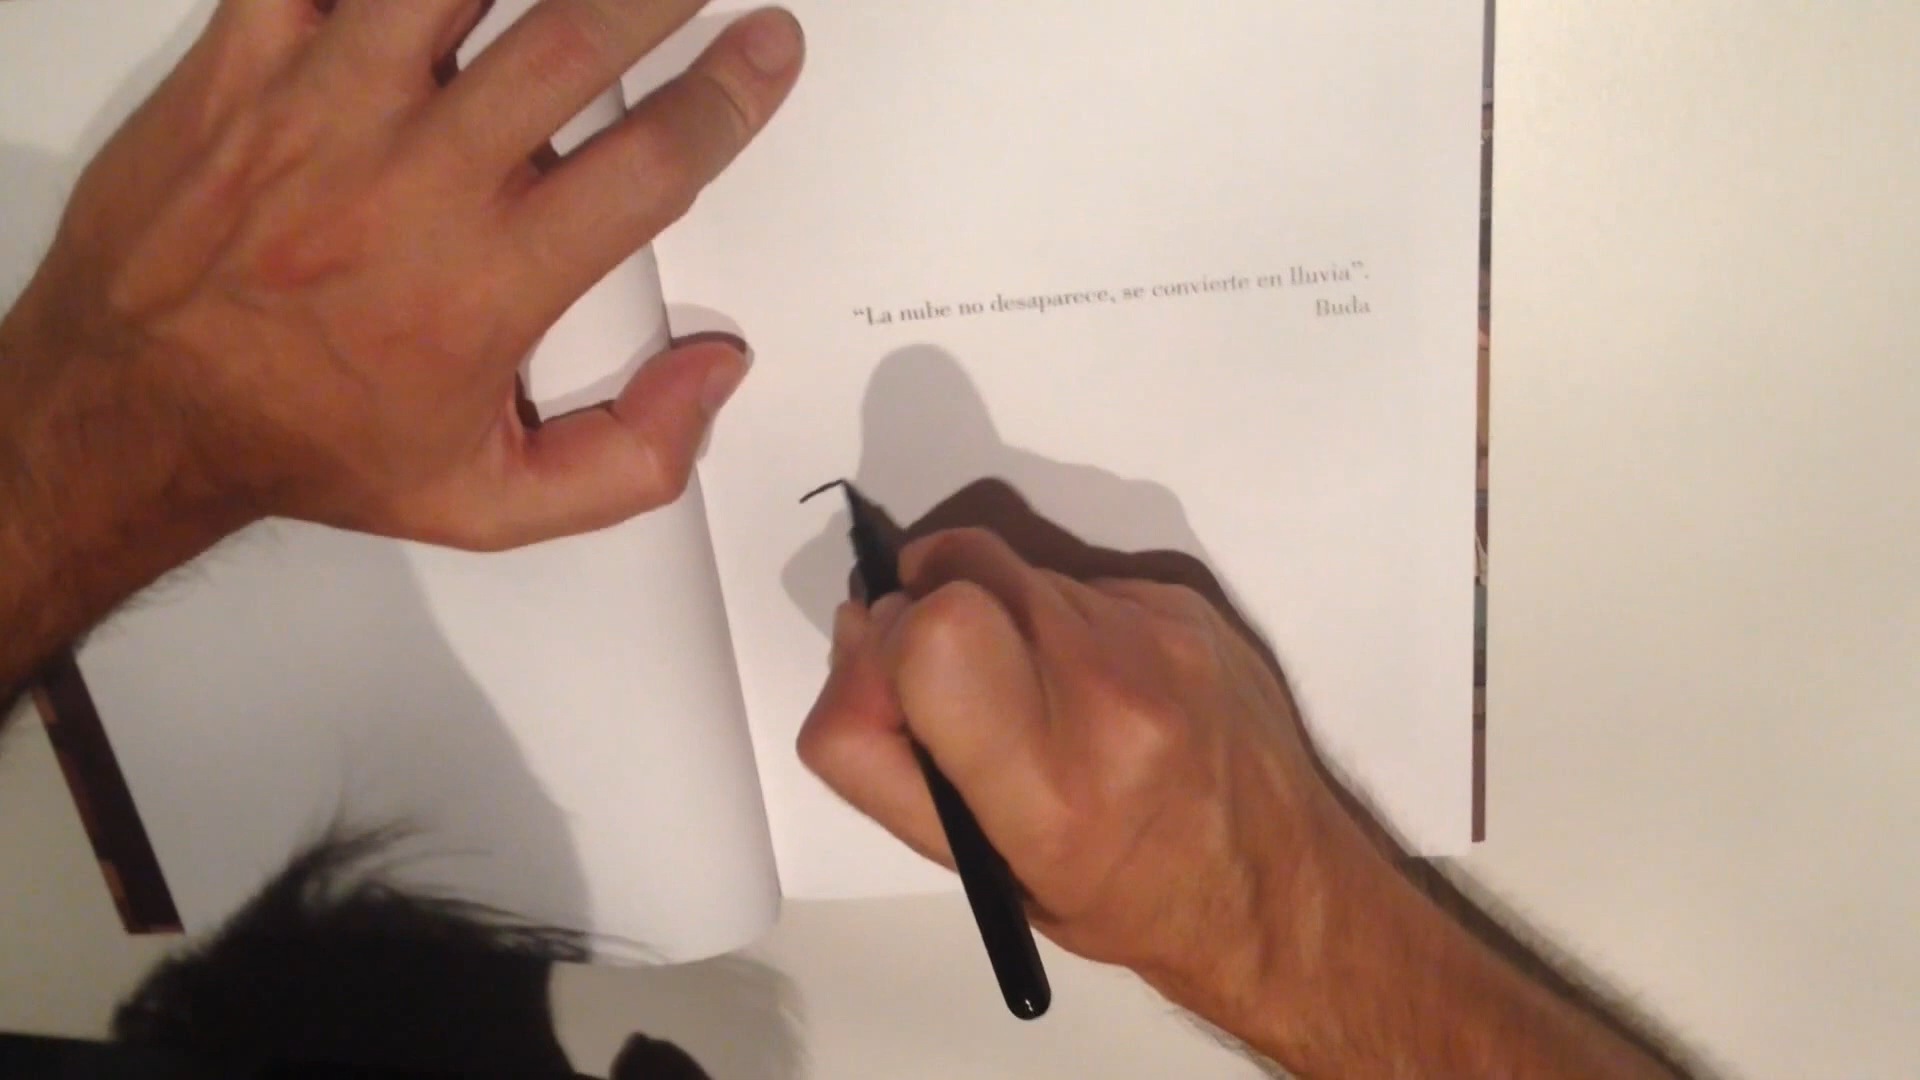 “La nube no desaparece, se convierte en lluvia”.
Buda